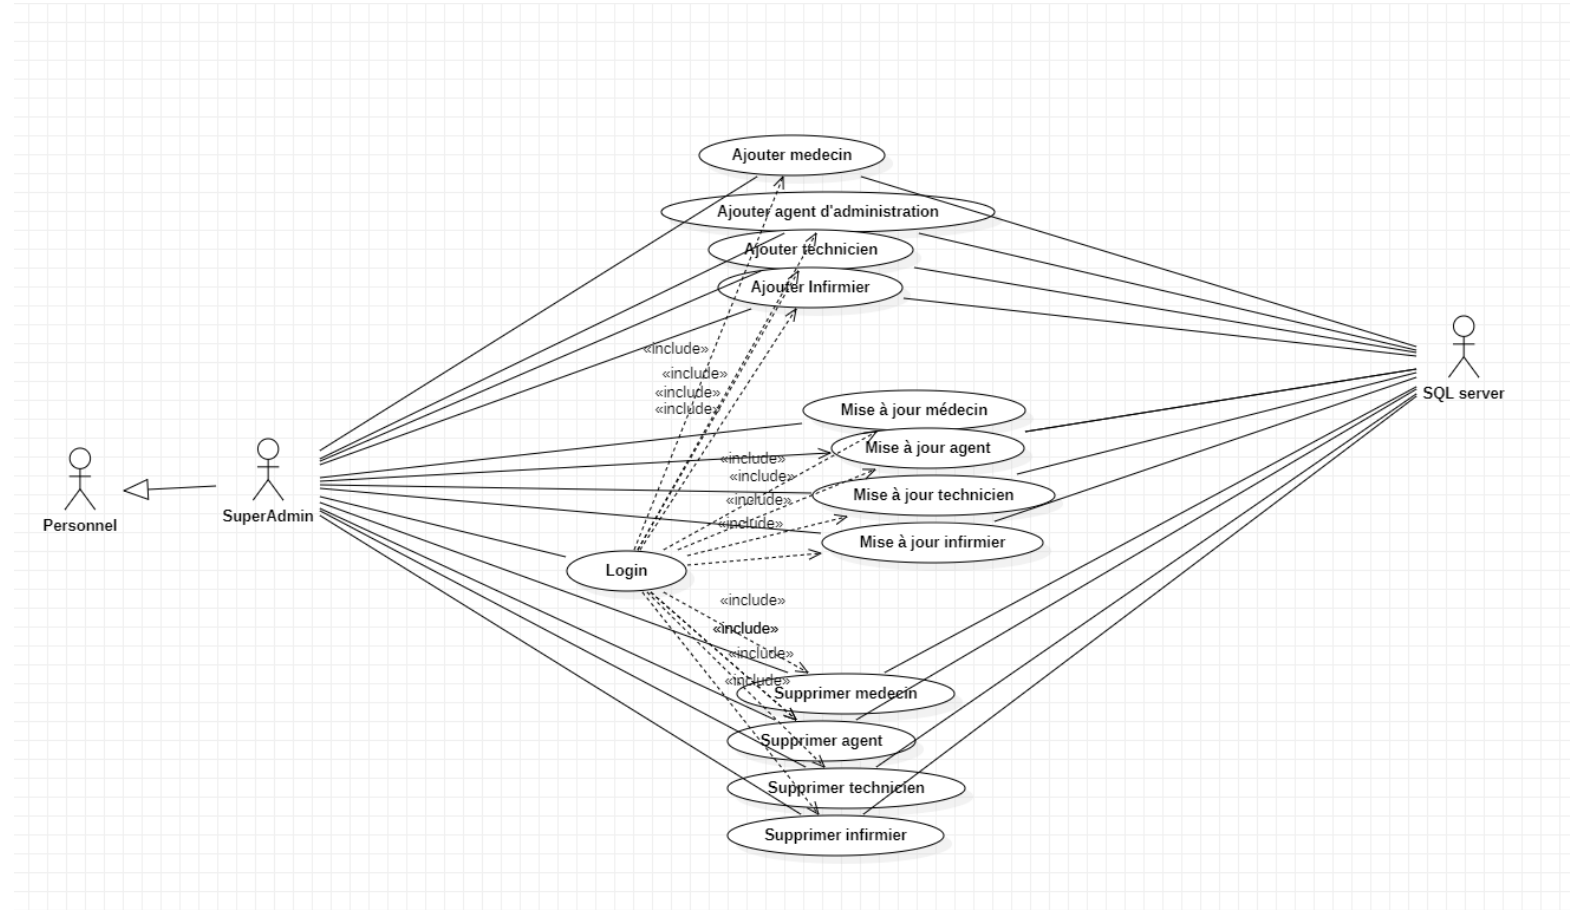 Ajouter medecin
Ajouter agent d'administration
Ajouter technicien
Ajouter Infirmier
«include»
«include»
«include»
«include»
SQL server
Mise à jour médecin
Mise à jour agent
«include»
«include»
Mise à jour technicien
«include»
«include»
Personnel
SuperAdmin
Mise à jour infirmier
Login
«include»
«include»
«include»
«include»
Supprimer medecin
Supprimer agent
Supprimer technicien
Supprimer infirmier